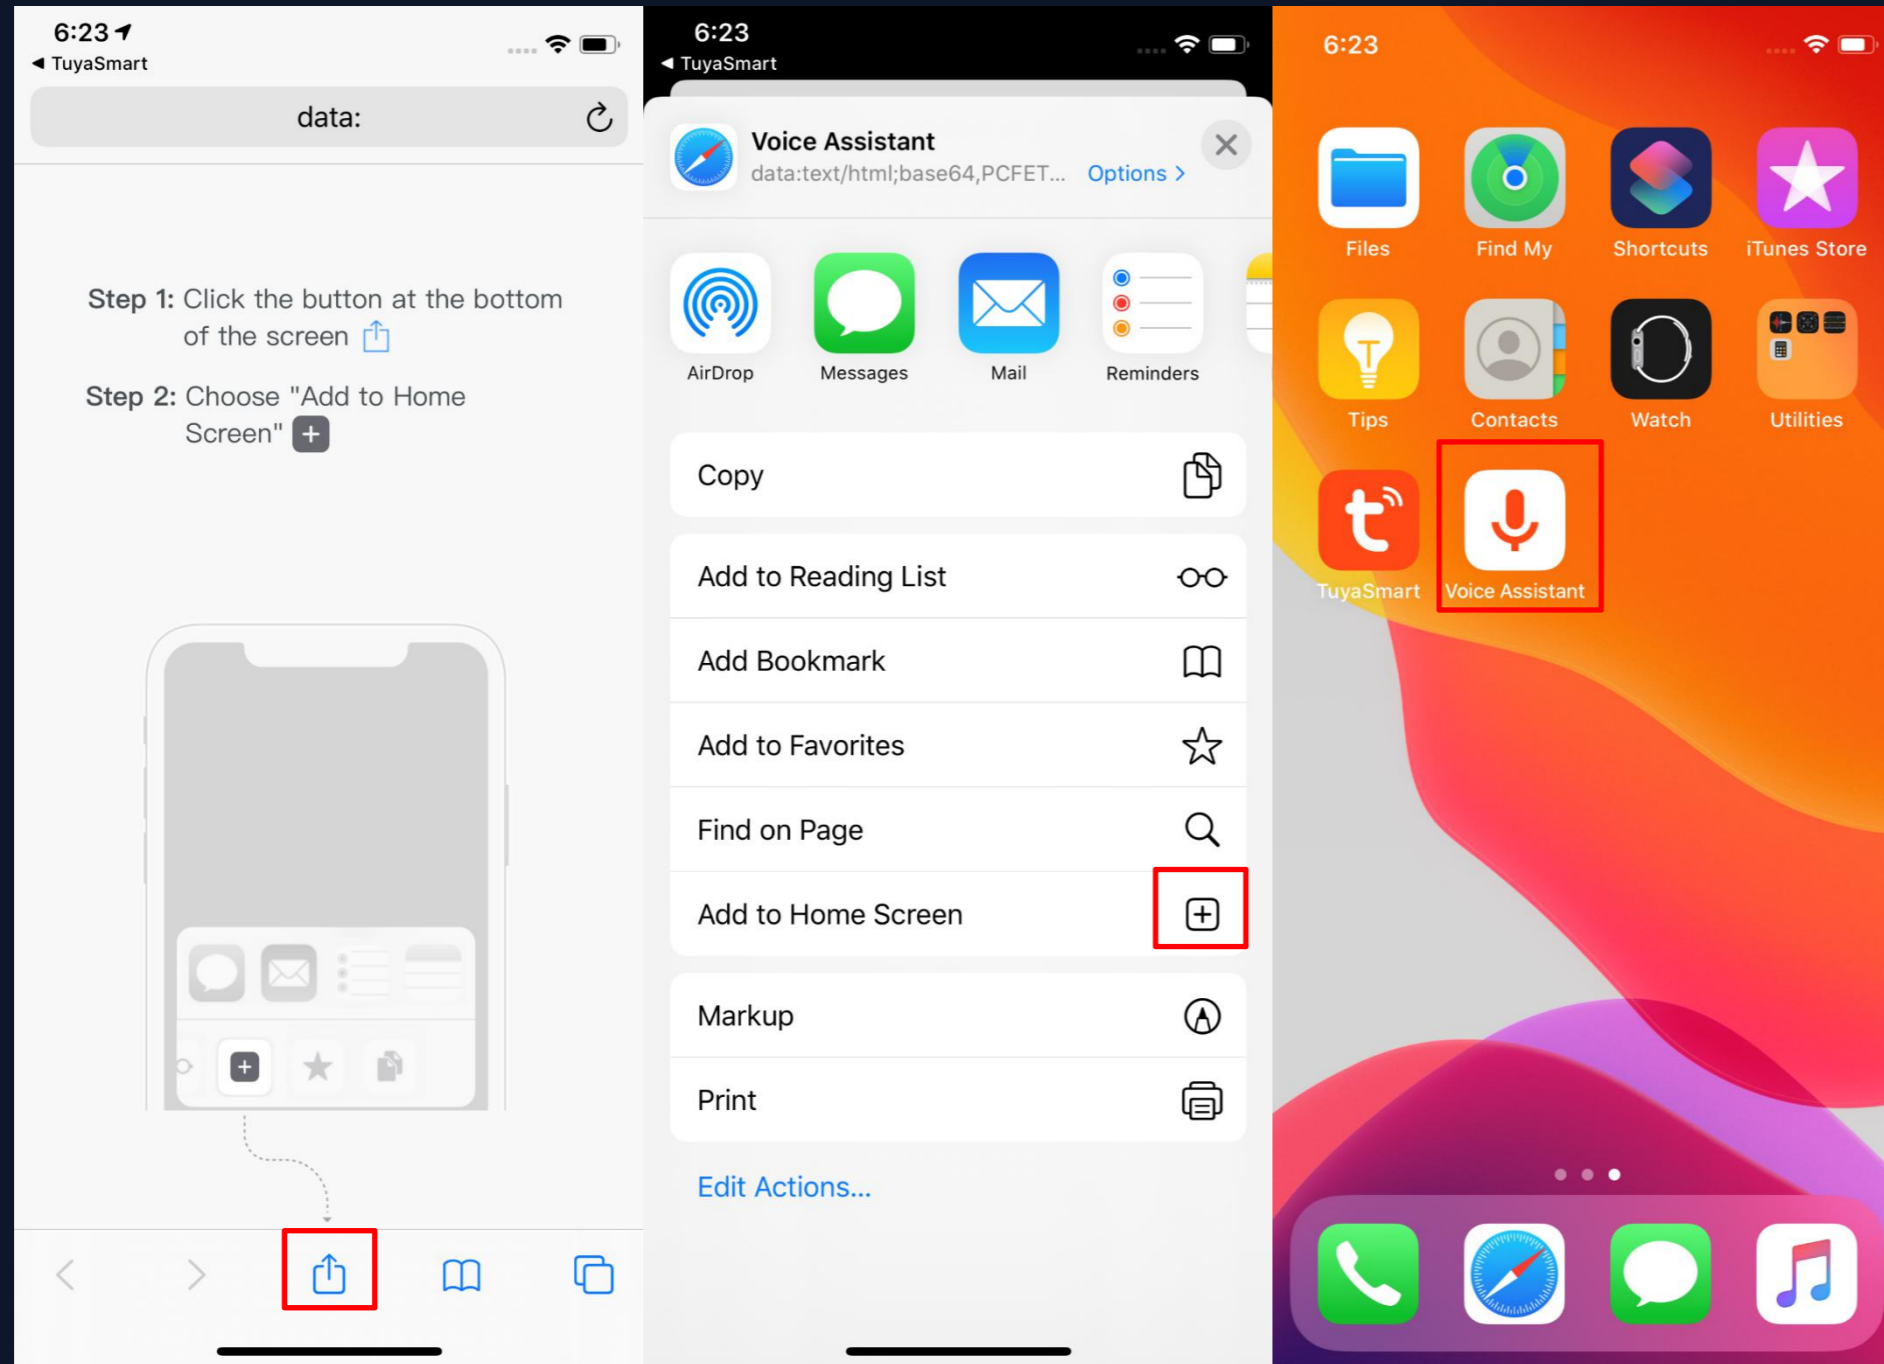 6:23
◀ TuyaSmart
data:
Step 1: Click the button at the bottom
of the screen
Step 2: Choose "Add to Home
Screen"
6:23
◀ TuyaSmart
Voice Assistant
data:text/html;base64,PCFET... Options >
AirDrop Messages Mail Reminders
Copy
Add to Reading List
Add Bookmark
Add to Favorites
Find on Page
Add to Home Screen
Markup
Print
Edit Actions...
6:23
Files Find My Shortcuts iTunes Store
Tips Contacts Watch Utilities
TuyaSmart Voice Assistant